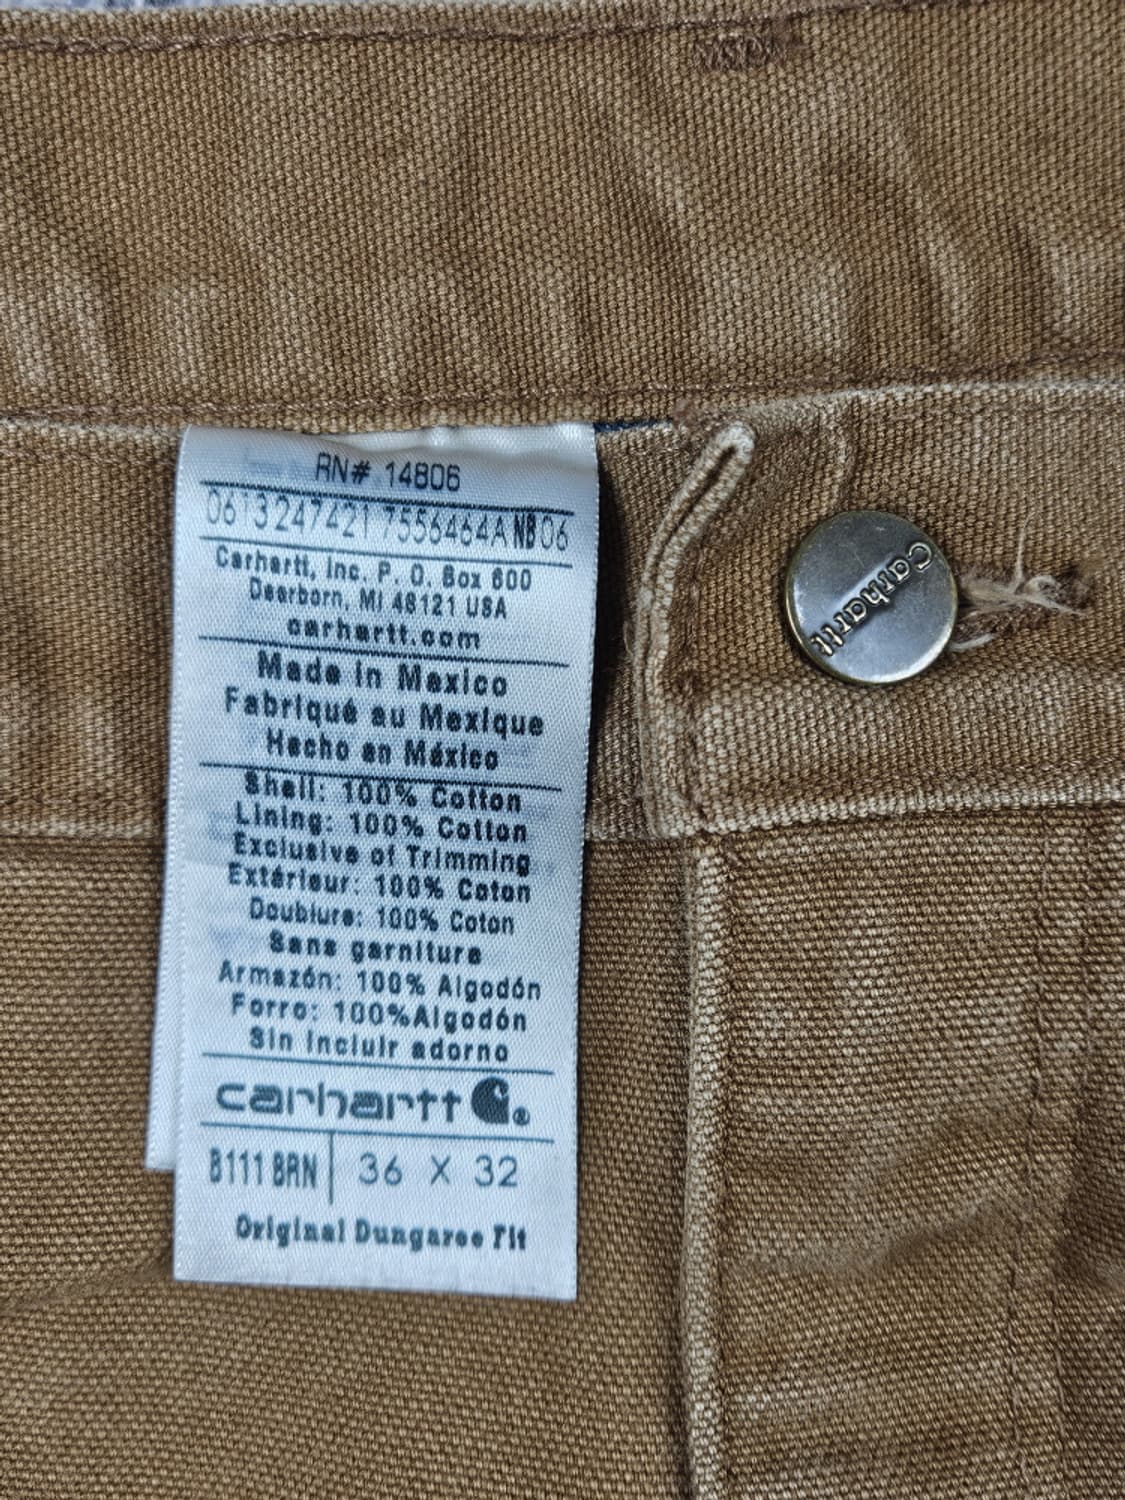 RN# 14806
0613247421 7556464A NB 06
Carhartt, Inc. P. O. Box 600
Dearborn, MI 48121 USA
carhartt.com
Made in Mexico
Fabriqué au Mexique
Hecho en México
Shell: 100% Cotton
Lining: 100% Cotton
Exclusive of Trimming
Extérieur: 100% Coton
Doublure: 100% Coton
Sans garniture
Armazón: 100% Algodón
Forro: 100%Algodón
Sin incluir adorno
carhartt ®
B111 BRN | 36 X 32
Original Dungaree Fit
Carhartt